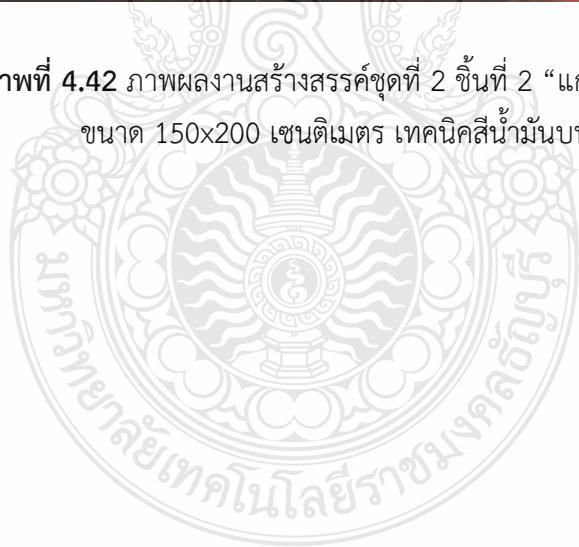 าพที่ 4.42 ภาพผลงานสร้างสรรค์ชุดที่ 2 ชิ้นที่ 2 “แก
ขนาด 150x200 เซนติเมตร เทคนิคสีน้ำมันบน
มหาวิทยาลัยเทคโนโลยีราชมงคลธัญบุรี